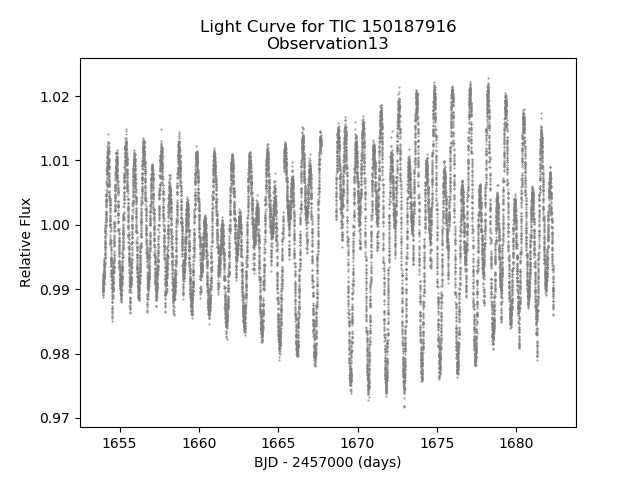 Light Curve for TIC 150187916
Observation13
1.02
1.01
1.00
0.99
0.98
0.97
Relative Flux
1655 1660 1665 1670 1675 1680
BJD - 2457000 (days)